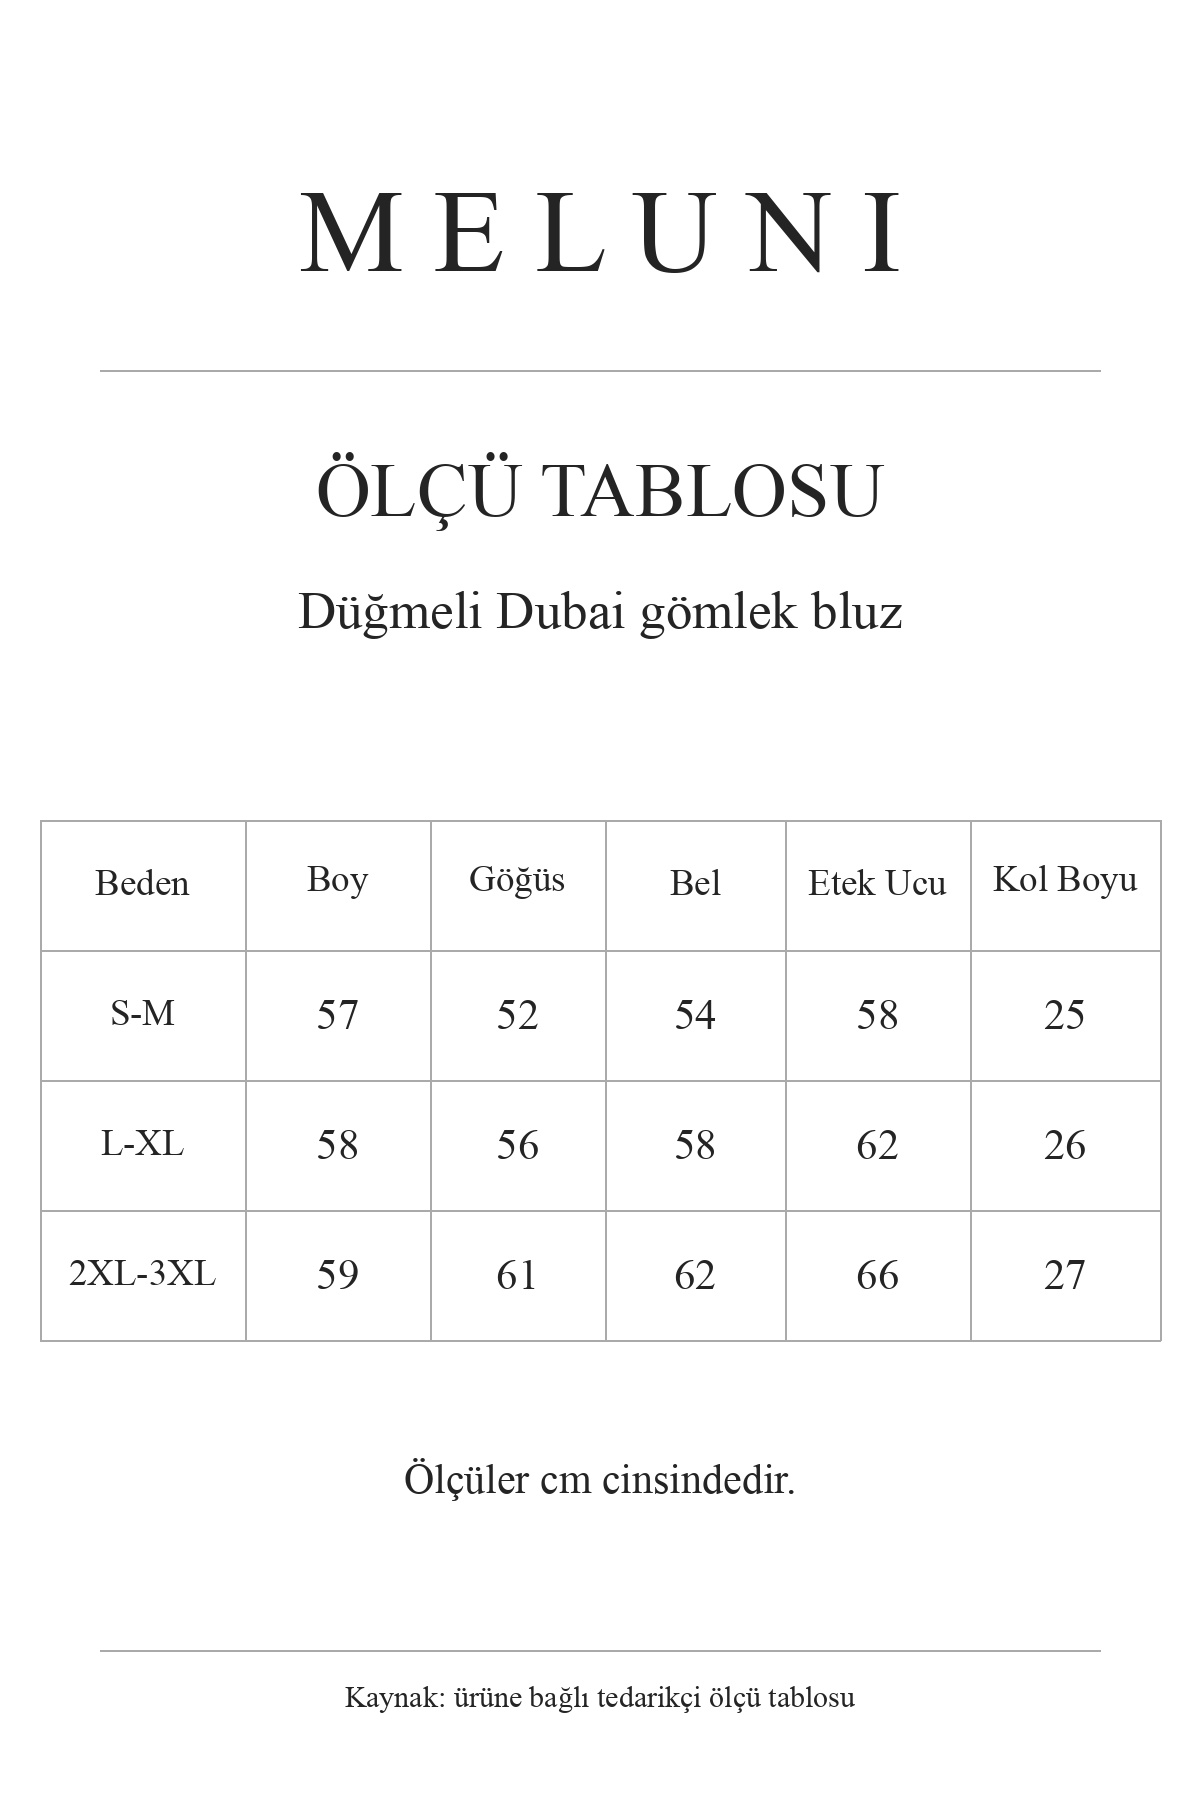 MELUNI
ÖLÇÜ TABLOSU
Düğmeli Dubai gömlek bluz
Beden Boy Göğüs Bel Etek Ucu Kol Boyu
S-M 57 52 54 58 25
L-XL 58 56 58 62 26
2XL-3XL 59 61 62 66 27
Ölçüler cm cinsindedir.
Kaynak: ürüne bağlı tedarikçi ölçü tablosu